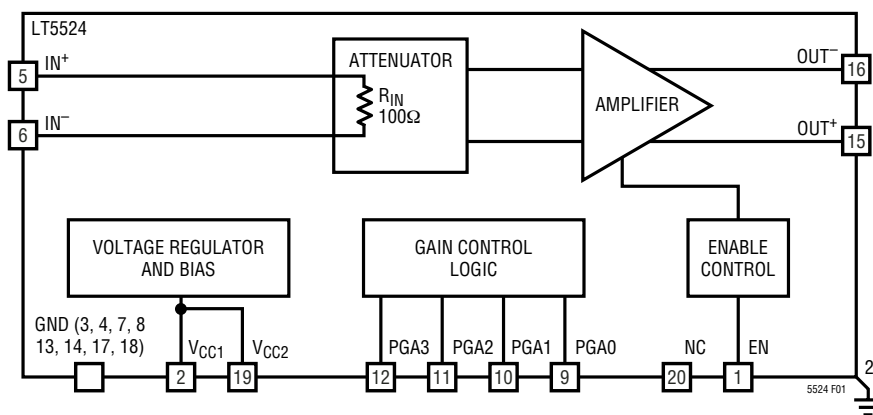 LT5524
IN+
5
IN–
6
ATTENUATOR
RIN
100Ω
AMPLIFIER
OUT–
16
OUT+
15
VOLTAGE REGULATOR
AND BIAS
GAIN CONTROL
LOGIC
ENABLE
CONTROL
GND (3, 4, 7, 8
13, 14, 17, 18)
VCC1
2
VCC2
19
PGA3
12
PGA2
11
PGA1
10
PGA0
9
NC
20
EN
1
5524 F01